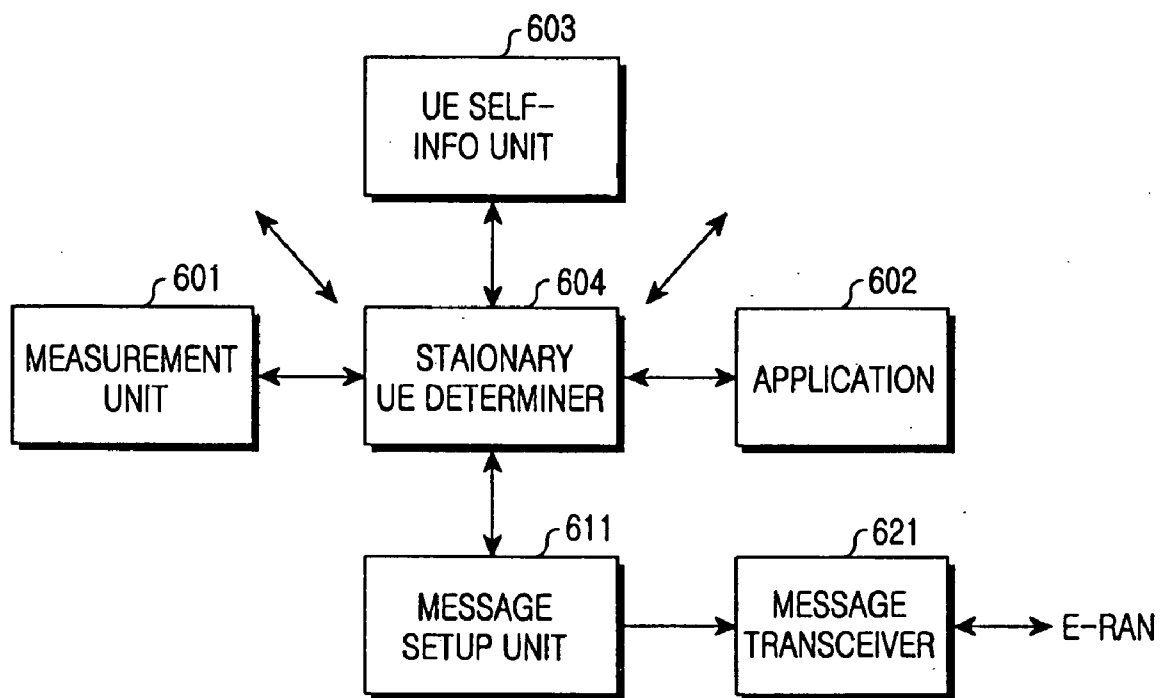 603
UE SELF-
INFO UNIT
601
604
602
MEASUREMENT
UNIT
STAIONARY
UE DETERMINER
APPLICATION
611
621
MESSAGE
SETUP UNIT
MESSAGE
TRANSCEIVER
E-RAN